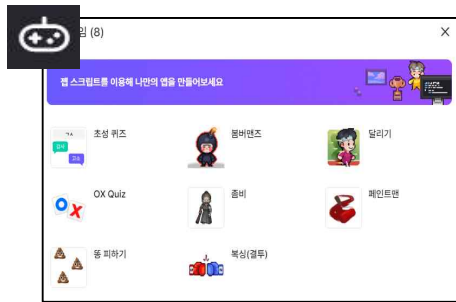 임 (8)
X
젭 스크립트를 이용해 나만의 앱을 만들어보세요
초성 퀴즈
봄버맨즈
달리기
OX Quiz
좀비
페인트맨
똥 피하기
복싱(결투)